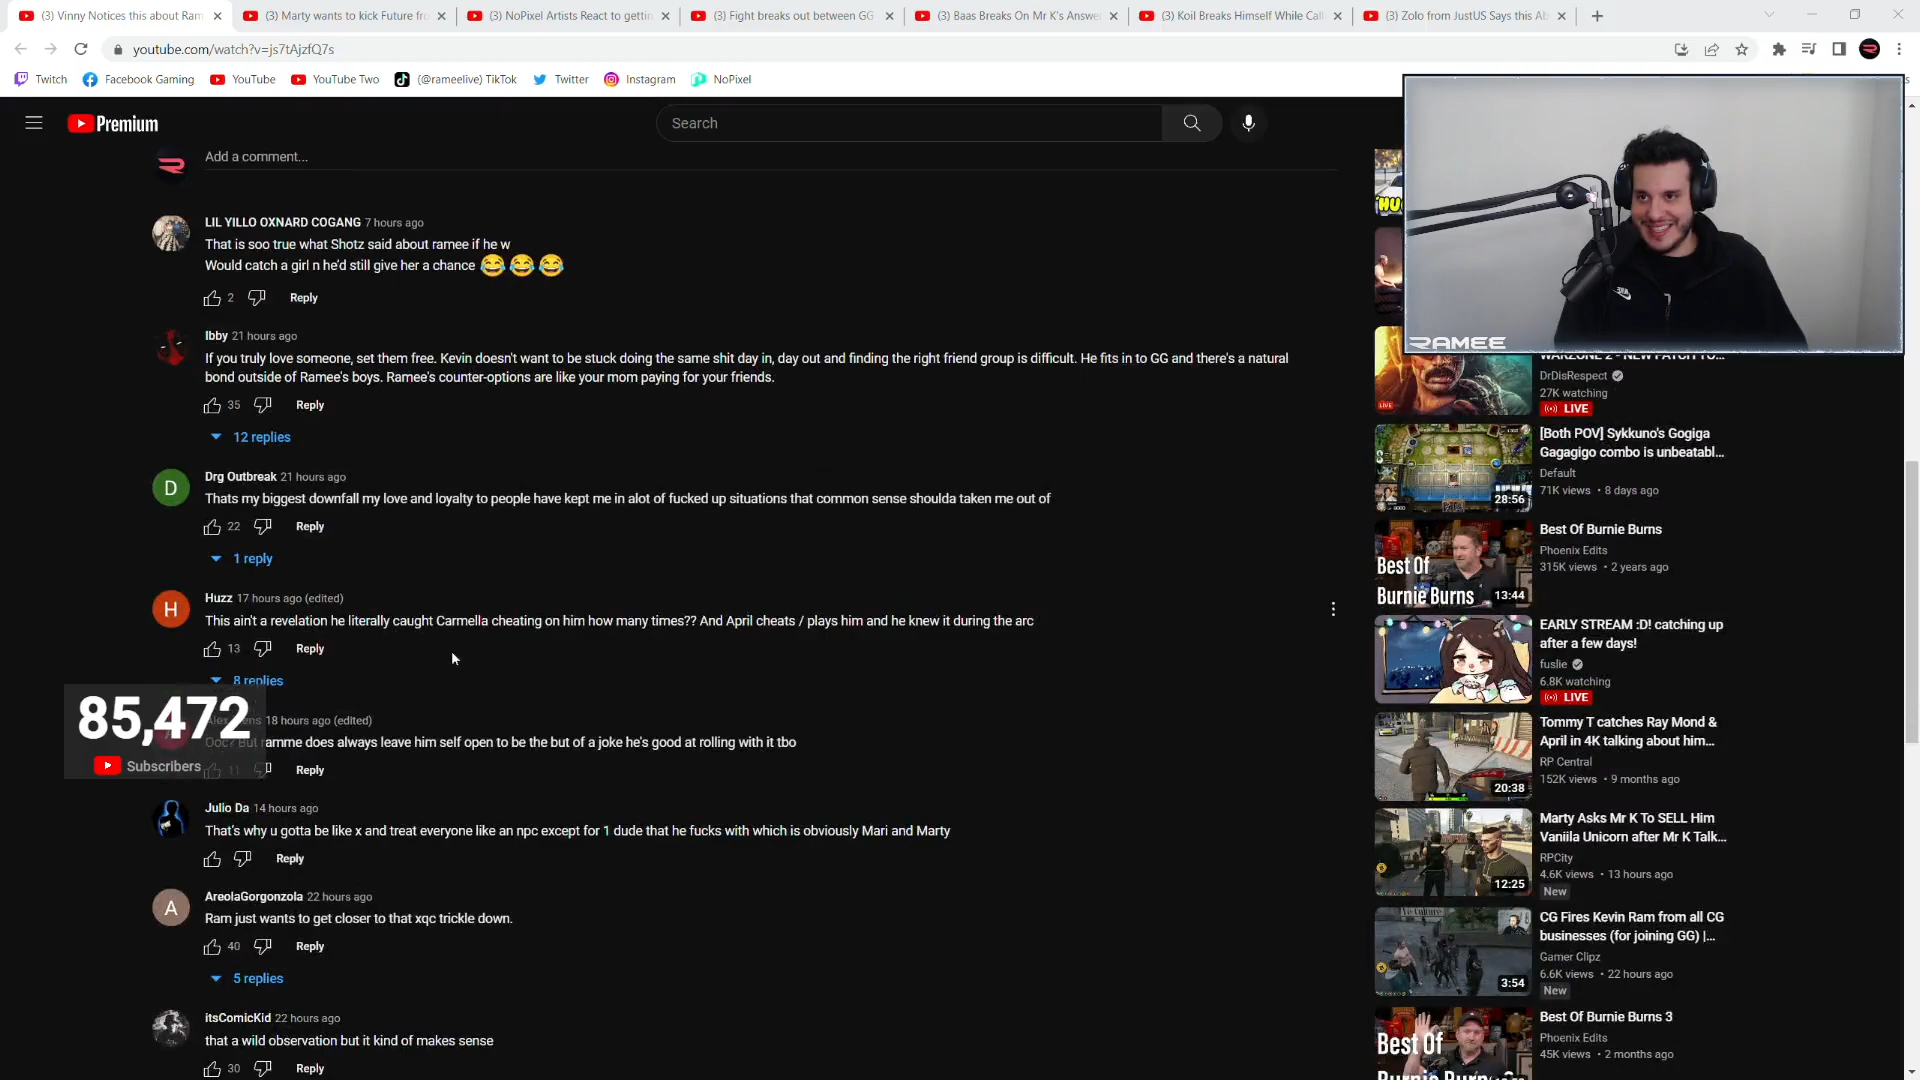 (3) Vinny Notices this about Ram
(3) Marty wants to kick Future fro
(3) NoPixel Artists React to gettin
(3) Fight breaks out between GG
(3) Baas Breaks On Mr K's Answe
(3) Koil Breaks Himself While Cal
(3) Zolo from JustUS Says this Ab
youtube.com/watch?v=js7tAjzfQ7s
Twitch
Facebook Gaming
YouTube
YouTube Two
(@rameelive) TikTok
Twitter
Instagram
NoPixel
Premium
Search
Add a comment...
LIL YILLO OXNARD COGANG 7 hours ago
That is soo true what Shotz said about ramee if he w
Would catch a girl n he'd still give her a chance 😂 😂 😂
2 Reply
Ibby 21 hours ago
If you truly love someone, set them free. Kevin doesn't want to be stuck doing the same shit day in, day out and finding the right friend group is difficult. He fits in to GG and there's a natural
bond outside of Ramee's boys. Ramee's counter-options are like your mom paying for your friends.
35 Reply
12 replies
D
Drg Outbreak 21 hours ago
Thats my biggest downfall my love and loyalty to people have kept me in alot of fucked up situations that common sense shoulda taken me out of
22 Reply
1 reply
H
Huzz 17 hours ago (edited)
This ain't a revelation he literally caught Carmella cheating on him how many times?? And April cheats / plays him and he knew it during the arc
13 Reply
8 replies
85,472
Subscribers
18 hours ago (edited)
Ooc? But ramme does always leave him self open to be the but of a joke he's good at rolling with it tbo
11 Reply
Julio Da 14 hours ago
That's why u gotta be like x and treat everyone like an npc except for 1 dude that he fucks with which is obviously Mari and Marty
Reply
A
AreolaGorgonzola 22 hours ago
Ram just wants to get closer to that xqc trickle down.
40 Reply
5 replies
itsComicKid 22 hours ago
that a wild observation but it kind of makes sense
30 Reply
RAMEE
WARZONE 2 - NEW PATCH TO...
DrDisRespect
27K watching
LIVE
LIVE
[Both POV] Sykkuno's Gogiga
Gagagigo combo is unbeatabl...
Default
71K views • 8 days ago
28:56
Best Of Burnie Burns
Phoenix Edits
315K views • 2 years ago
Best Of
Burnie Burns
13:44
EARLY STREAM :D! catching up
after a few days!
fuslie
6.8K watching
LIVE
Tommy T catches Ray Mond &
April in 4K talking about him...
RP Central
152K views • 9 months ago
20:38
Marty Asks Mr K To SELL Him
Vaniila Unicorn after Mr K Talk...
RPCity
4.6K views • 13 hours ago
New
12:25
CG Fires Kevin Ram from all CG
businesses (for joining GG) |...
Gamer Clipz
6.6K views • 22 hours ago
New
3:54
Best Of Burnie Burns 3
Phoenix Edits
45K views • 2 months ago
Best Of